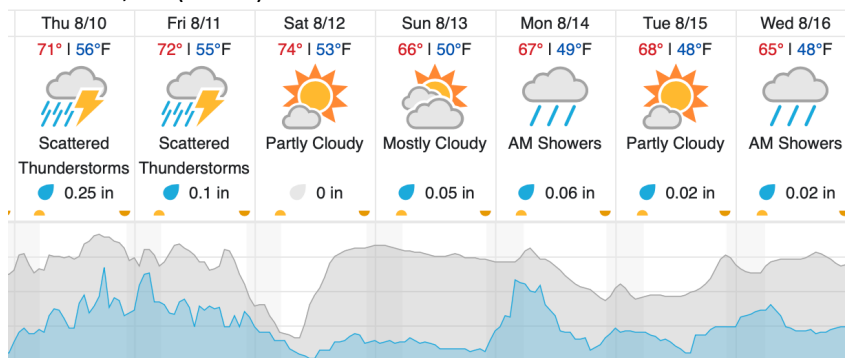 Thu 8/10 Fri 8/11 Sat 8/12 Sun 8/13 Mon 8/14 Tue 8/15 Wed 8/16
71° | 56°F 72° | 55°F 74° | 53°F 66° | 50°F 67° | 49°F 68° | 48°F 65° | 48°F
Scattered Scattered Partly Cloudy Mostly Cloudy AM Showers Partly Cloudy AM Showers
Thunderstorms Thunderstorms
0.25 in 0.1 in 0 in 0.05 in 0.06 in 0.02 in 0.02 in